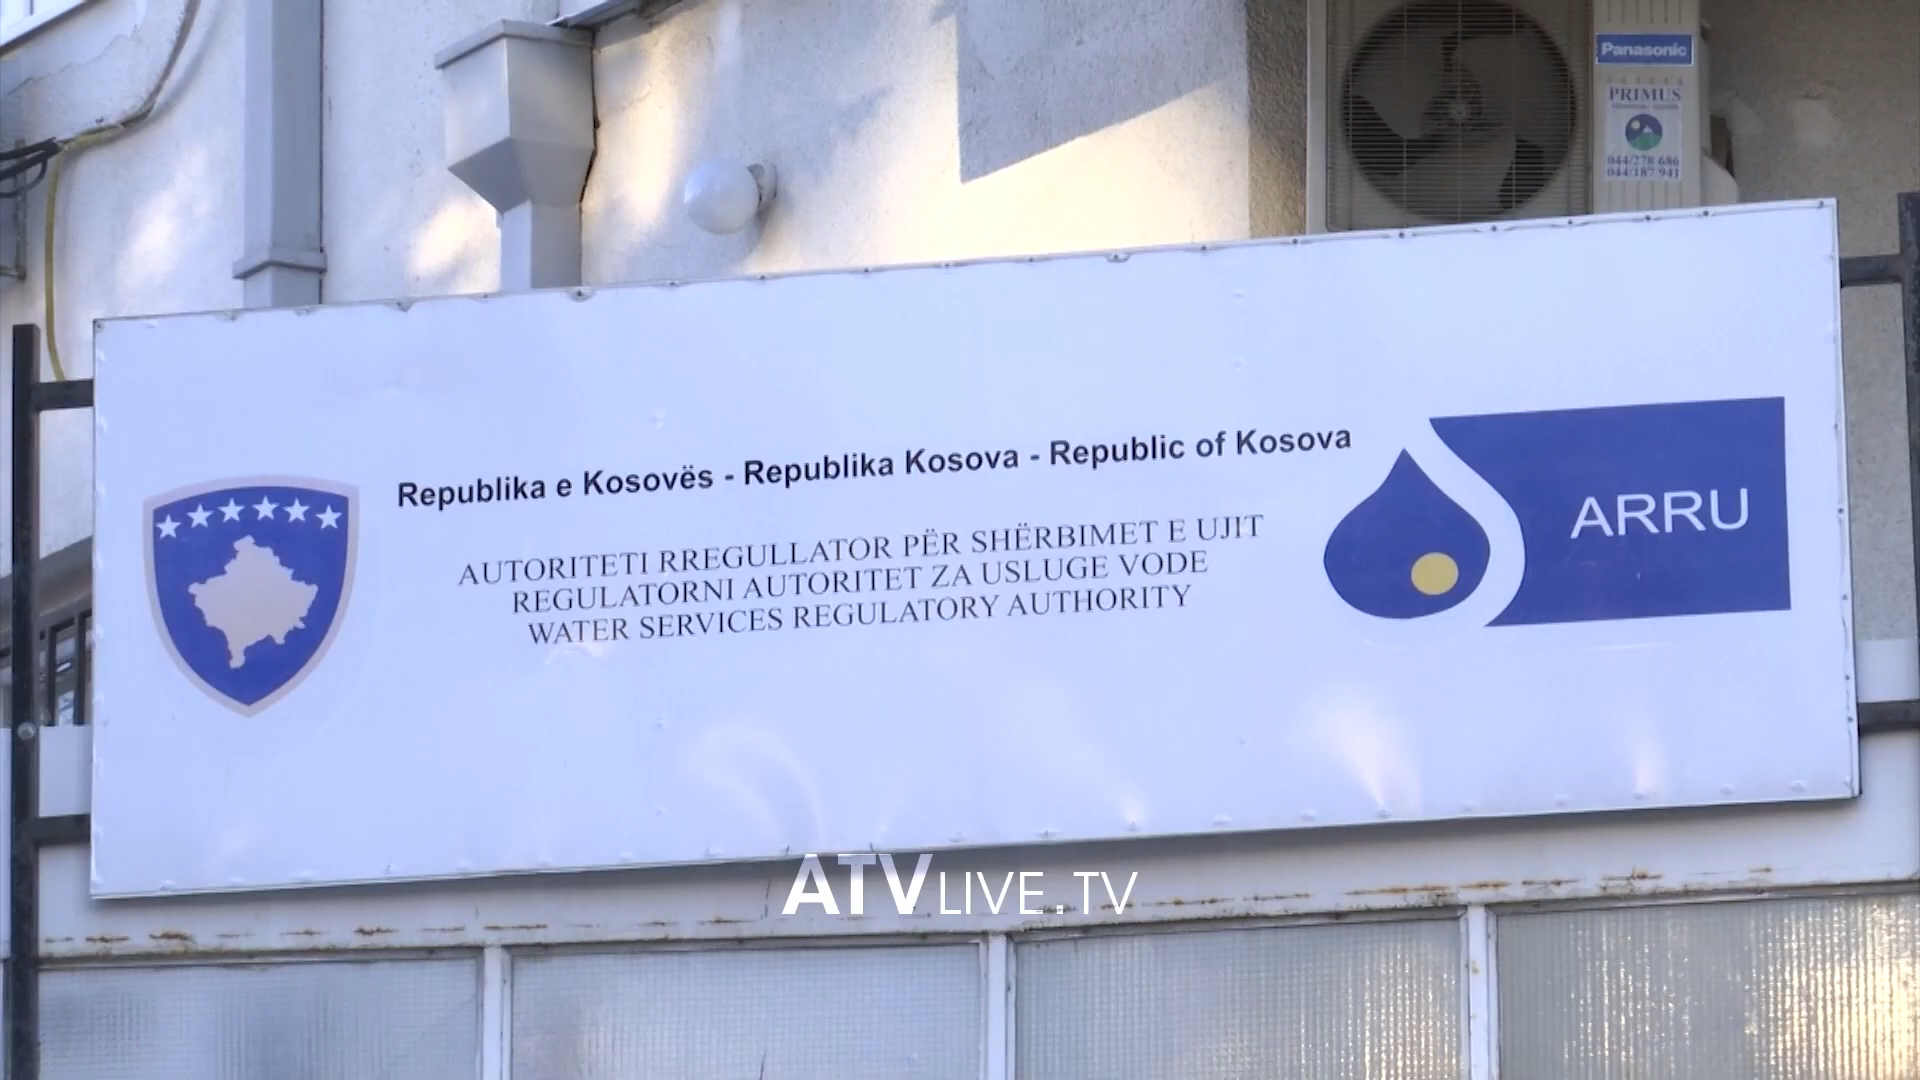 Panasonic
PRIMUS
044/278 686
044/187 941
Republika e Kosovës - Republika Kosova - Republic of Kosova
AUTORITETI RREGULLATOR PËR SHËRBIMET E UJIT
REGULATORNI AUTORITET ZA USLUGE VODE
WATER SERVICES REGULATORY AUTHORITY
ARRU
ATVLIVE.TV